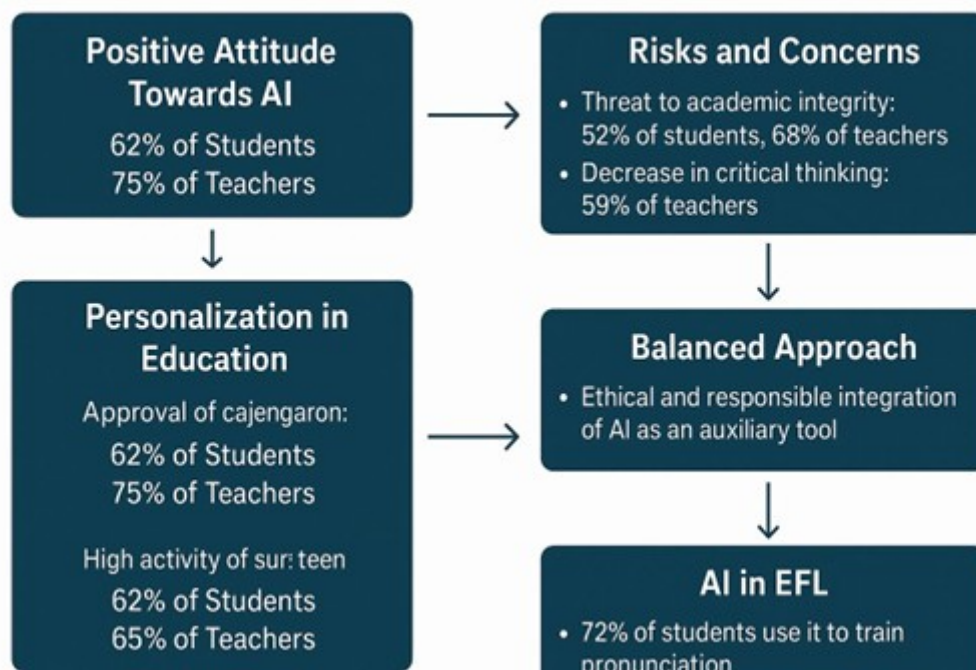 Positive Attitude
Towards AI
62% of Students
75% of Teachers
Risks and Concerns
• Threat to academic integrity:
52% of students, 68% of teachers
• Decrease in critical thinking:
59% of teachers
Personalization in
Education
Approval of cajengaron:
62% of Students
75% of Teachers
High activity of sur: teen
62% of Students
65% of Teachers
Balanced Approach
• Ethical and responsible integration
of AI as an auxiliary tool
AI in EFL
• 72% of students use it to train
pronunciation